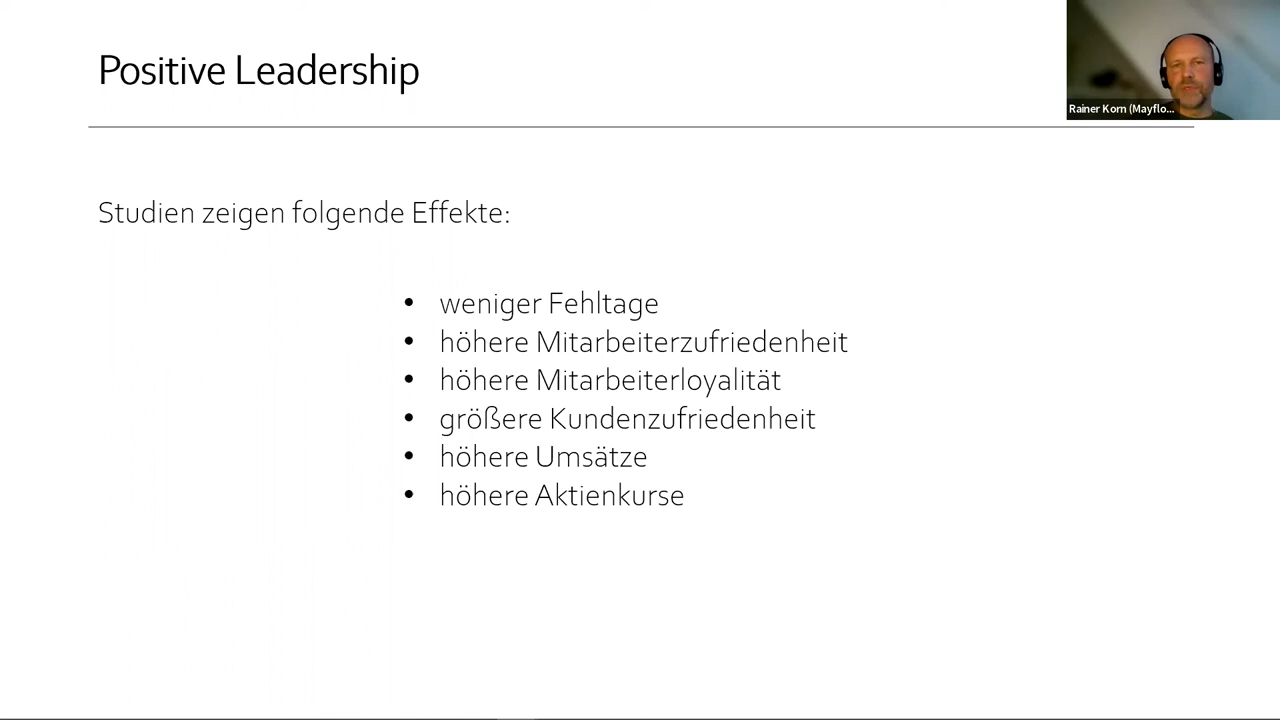 Positive Leadership
Rainer Korn (Mayflo...
Studien zeigen folgende Effekte:
• weniger Fehltage
• höhere Mitarbeiterzufriedenheit
• höhere Mitarbeiterloyalität
• größere Kundenzufriedenheit
• höhere Umsätze
• höhere Aktienkurse